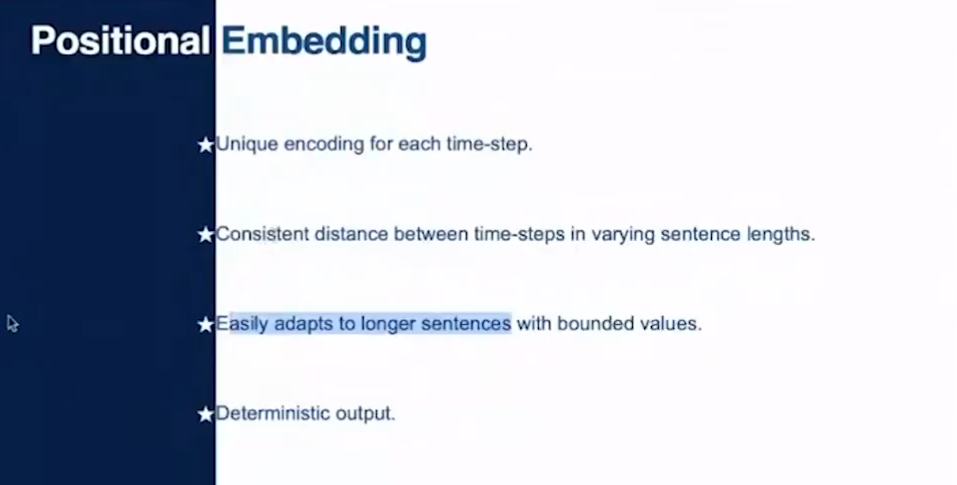 Positional Embedding
★Unique encoding for each time-step.
★Consistent distance between time-steps in varying sentence lengths.
★Easily adapts to longer sentences with bounded values.
★Deterministic output.